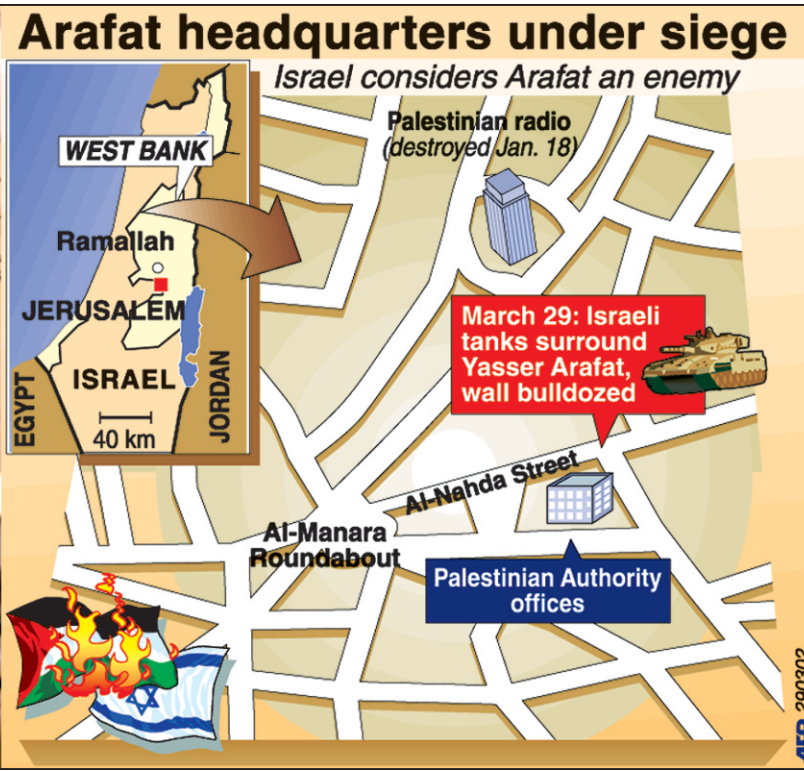 Arafat headquarters under siege
Israel considers Arafat an enemy
WEST BANK
Ramallah
JERUSALEM
ISRAEL
EGYPT
JORDAN
40 km
Palestinian radio
(destroyed Jan. 18)
March 29: Israeli
tanks surround
Yasser Arafat,
wall bulldozed
Al-Nahda Street
Al-Manara
Roundabout
Palestinian Authority
offices
AFP 290302